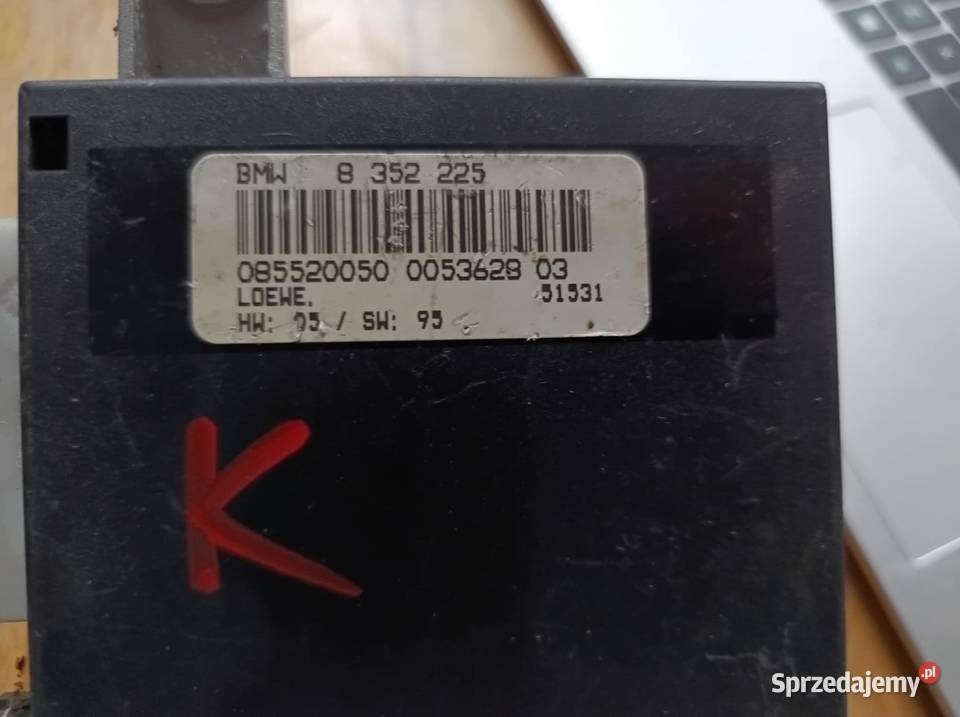 BMW 8 352 225
085520050 0053628 03
LOEWE. 51531
HW: 05 / SW: 95
K
Sprzedajemy.pl